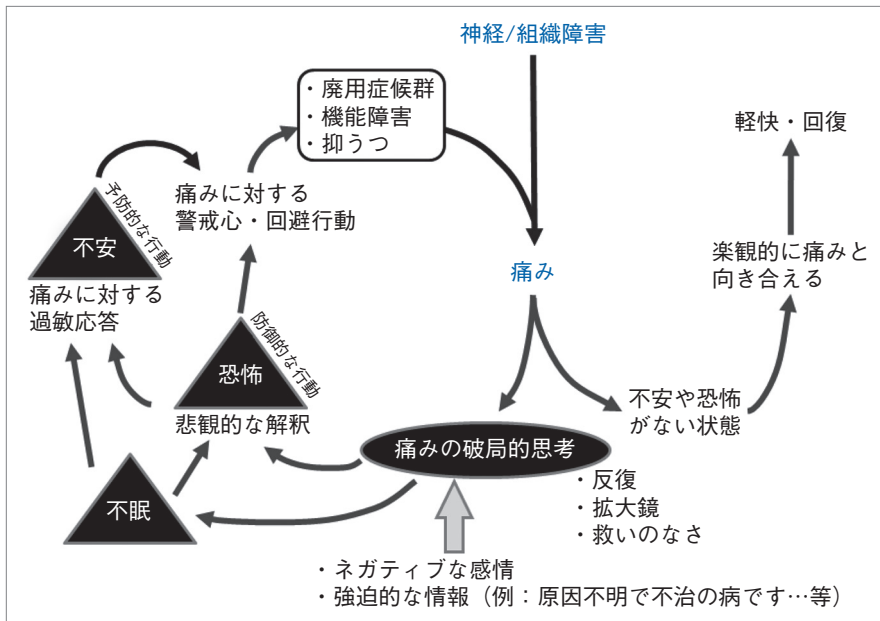 神経/組織障害
・廃用症候群
・機能障害
・抑うつ
軽快・回復
痛みに対する
警戒心・回避行動
予防的な行動
不安
痛みに対する
過敏応答
痛み
楽観的に痛みと
向き合える
防御的な行動
恐怖
悲観的な解釈
不安や恐怖
がない状態
痛みの破局的思考
・反復
・拡大鏡
・救いのなさ
不眠
・ネガティブな感情
・強迫的な情報（例：原因不明で不治の病です…等）